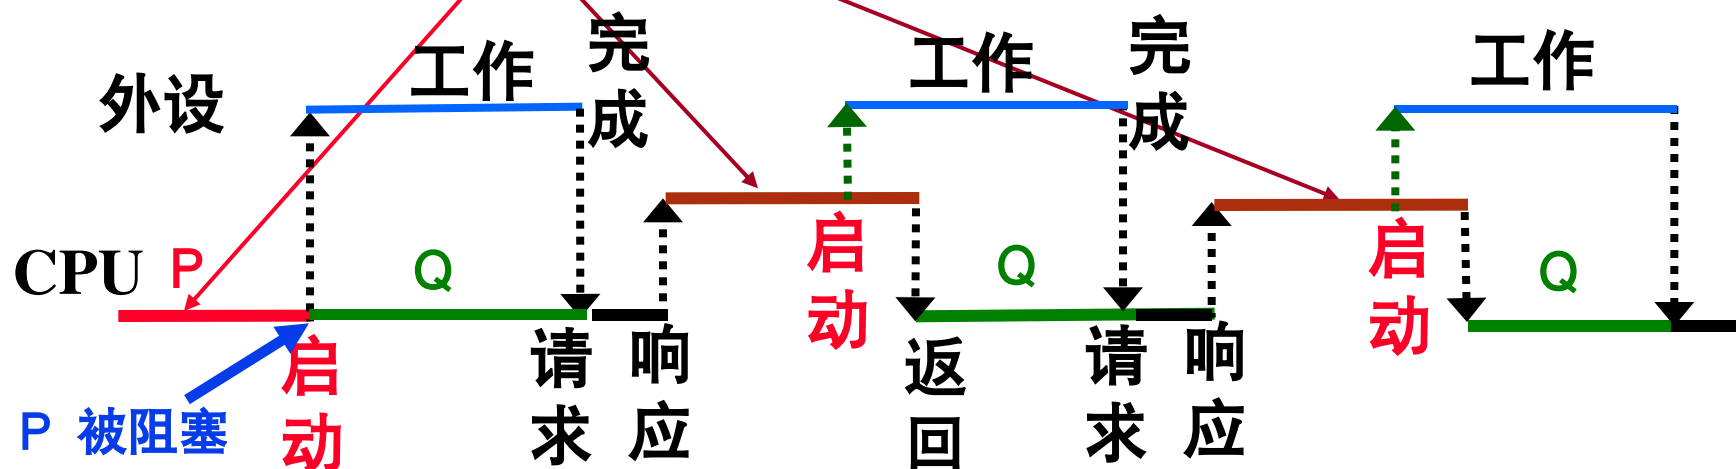 外设
工作
完成
工作
完成
工作
CPU
P
Q
启动
Q
启动
Q
启动
请求
响应
返回
请求
响应
P 被阻塞